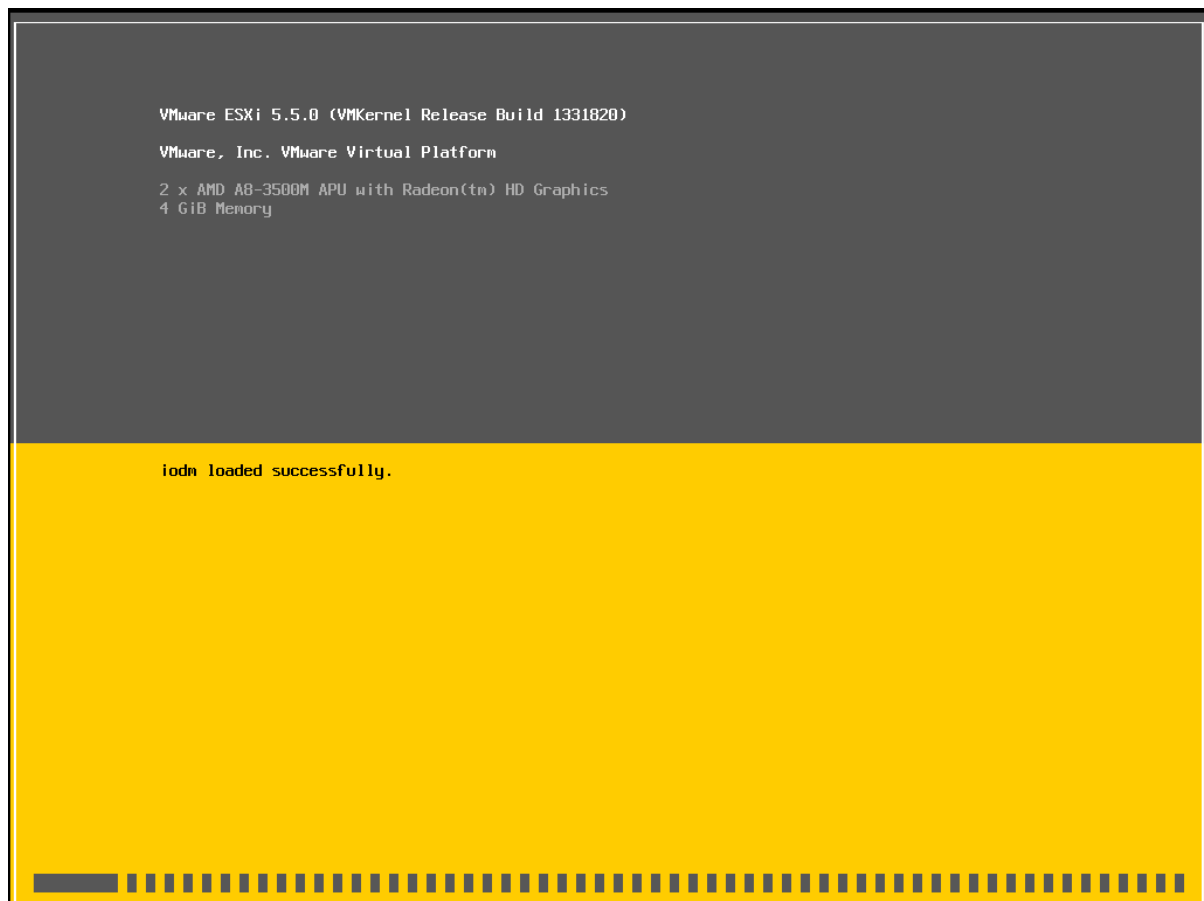 VMware ESXi 5.5.0 (VMKernel Release Build 1331820)
VMware, Inc. VMware Virtual Platform
2 x AMD A8-3500M APU with Radeon(tm) HD Graphics
4 GiB Memory
iodm loaded successfully.